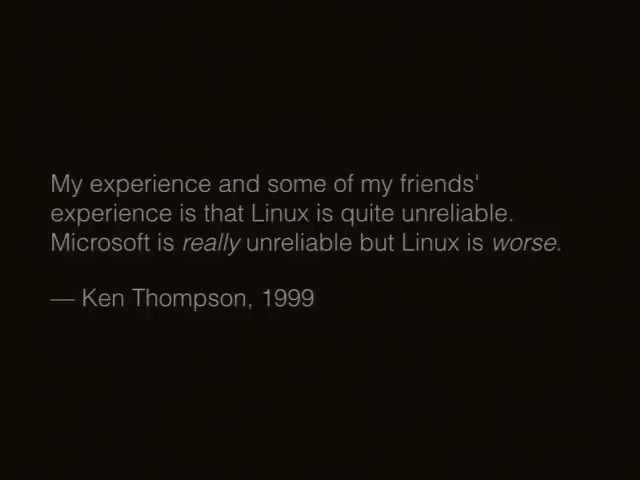 My experience and some of my friends'
experience is that Linux is quite unreliable.
Microsoft is really unreliable but Linux is worse.
— Ken Thompson, 1999